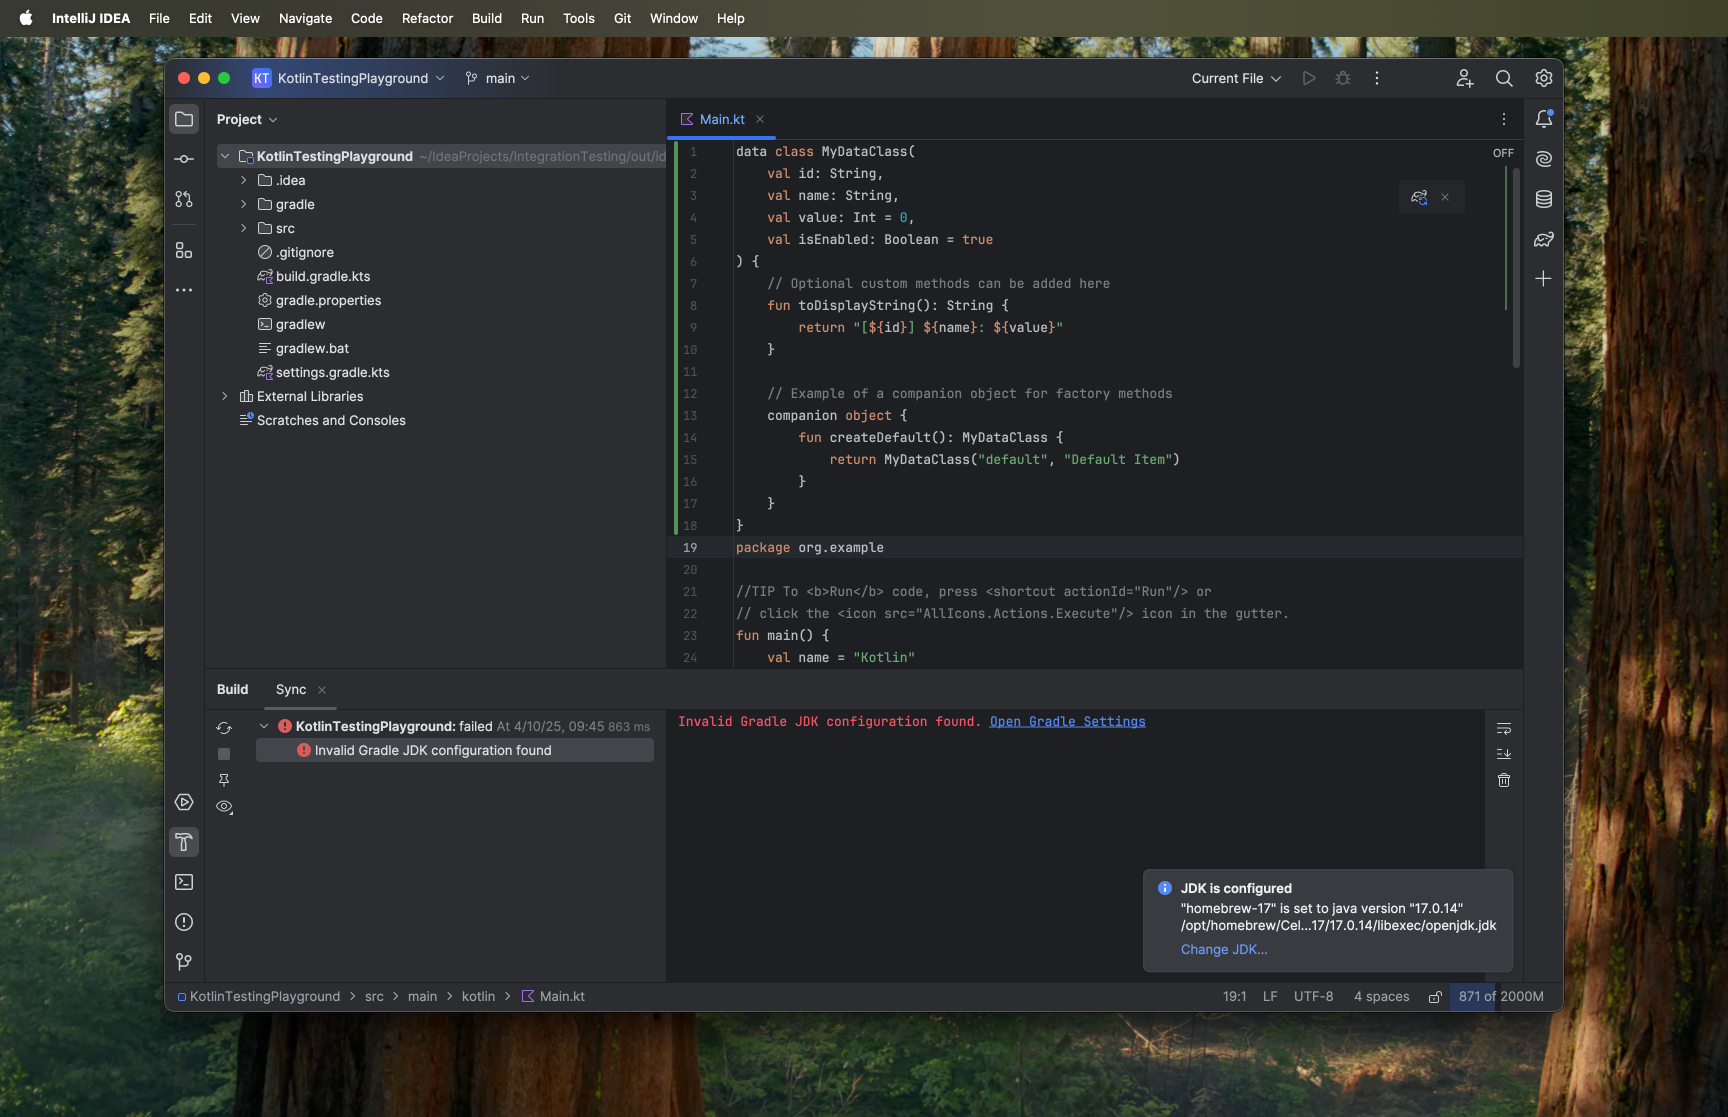 IntelliJ IDEA File Edit View Navigate Code Refactor Build Run Tools Git Window Help
KT KotlinTestingPlayground main Current File
Project
KotlinTestingPlayground ~/IdeaProjects/IntegrationTesting/out/id
.idea
gradle
src
.gitignore
build.gradle.kts
gradle.properties
gradlew
gradlew.bat
settings.gradle.kts
External Libraries
Scratches and Consoles
Main.kt
OFF
1 data class MyDataClass(
2 val id: String,
3 val name: String,
4 val value: Int = 0,
5 val isEnabled: Boolean = true
6 ) {
7 // Optional custom methods can be added here
8 fun toDisplayString(): String {
9 return "[${id}] ${name}: ${value}"
10 }
11
12 // Example of a companion object for factory methods
13 companion object {
14 fun createDefault(): MyDataClass {
15 return MyDataClass("default", "Default Item")
16 }
17 }
18 }
19 package org.example
20
21 //TIP To <b>Run</b> code, press <shortcut actionId="Run"/> or
22 // click the <icon src="AllIcons.Actions.Execute"/> icon in the gutter.
23 fun main() {
24 val name = "Kotlin"
Build Sync
KotlinTestingPlayground: failed At 4/10/25, 09:45 863 ms
Invalid Gradle JDK configuration found
Invalid Gradle JDK configuration found. Open Gradle Settings
JDK is configured
"homebrew-17" is set to java version "17.0.14"
/opt/homebrew/Cel...17/17.0.14/libexec/openjdk.jdk
Change JDK...
KotlinTestingPlayground > src > main > kotlin > Main.kt
19:1 LF UTF-8 4 spaces 871 of 2000M